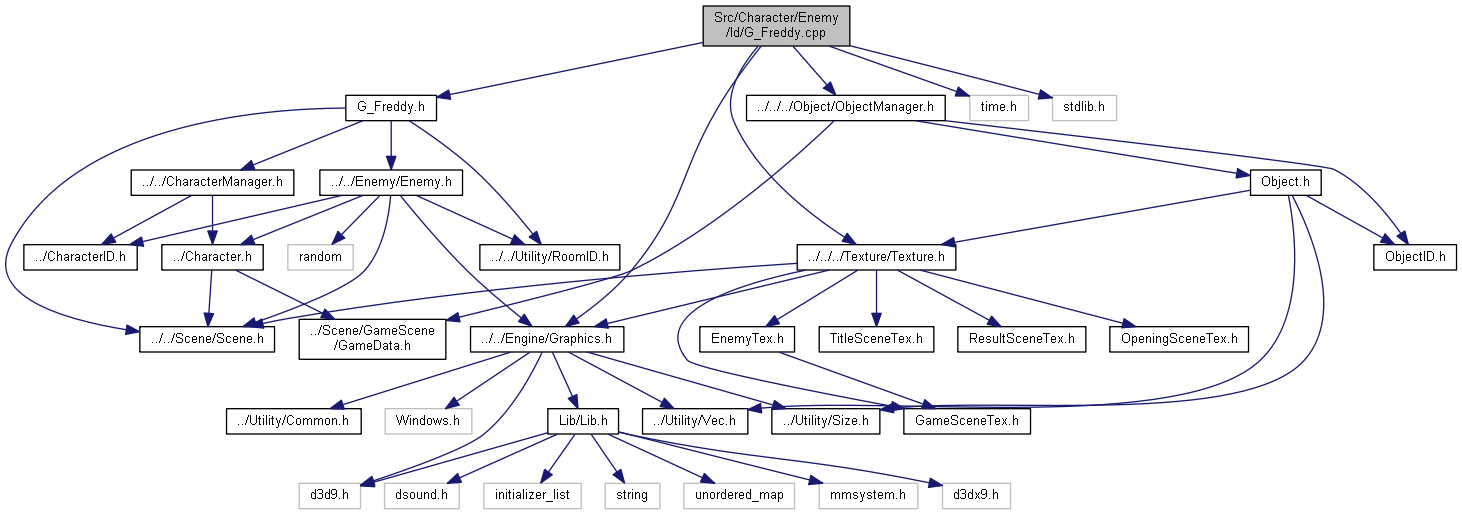 Src/Character/Enemy
/Id/G_Freddy.cpp
G_Freddy.h
../../../Object/ObjectManager.h
time.h
stdlib.h
../../CharacterManager.h
../../Enemy/Enemy.h
Object.h
../CharacterID.h
../Character.h
random
../../Utility/RoomID.h
../../../Texture/Texture.h
ObjectID.h
../../Scene/Scene.h
../Scene/GameScene
/GameData.h
../../Engine/Graphics.h
EnemyTex.h
TitleSceneTex.h
ResultSceneTex.h
OpeningSceneTex.h
../Utility/Common.h
Windows.h
Lib/Lib.h
../Utility/Vec.h
../Utility/Size.h
GameSceneTex.h
d3d9.h
dsound.h
initializer_list
string
unordered_map
mmsystem.h
d3dx9.h